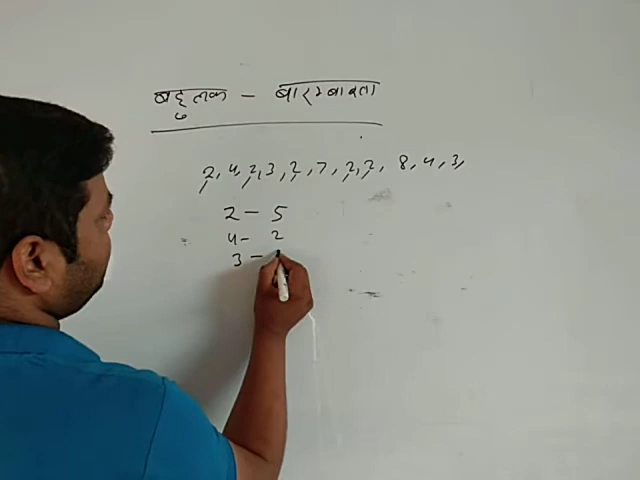 बहुलक – बारम्बारता
2, 4, 2, 3, 2, 7, 2, 2, 8, 4, 3,
2 – 5
4 – 2
3 –